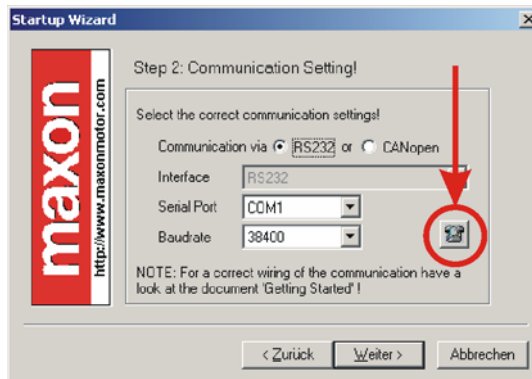 Startup Wizard
maxon
http://www.maxonmotor.com
Step 2: Communication Setting!
Select the correct communication settings!
Communication via RS232 or CANopen
Interface RS232
Serial Port COM1
Baudrate 38400
NOTE: For a correct wiring of the communication have a
look at the document 'Getting Started' !
< Zurück Weiter > Abbrechen